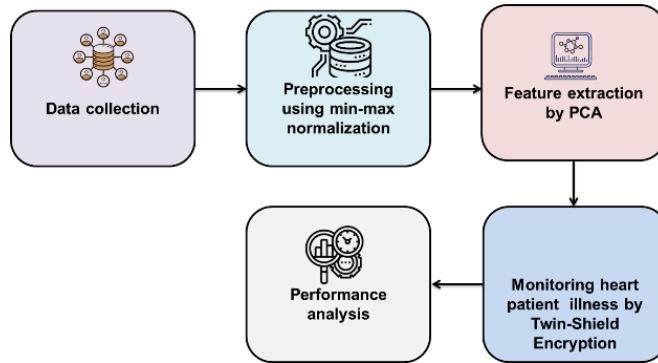 Data collection
Preprocessing
using min-max
normalization
Feature extraction
by PCA
Monitoring heart
patient illness by
Twin-Shield
Encryption
Performance
analysis